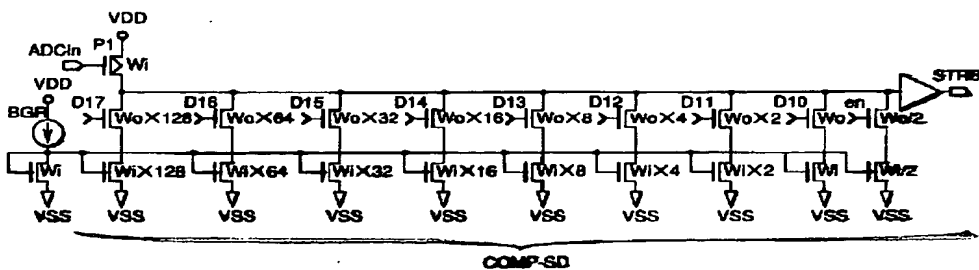 VDD
P1
ADCin
Wi
VDD
STRB
BGR
D17 D16 D15 D14 D13 D12 D11 D10 en
Wo×128 Wo×64 Wo×32 Wo×16 Wo×8 Wo×4 Wo×2 Wo Wo/2
Wi Wi×128 Wi×64 Wi×32 Wi×16 Wi×8 Wi×4 Wi×2 Wi Wi/2
VSS VSS VSS VSS VSS VSS VSS VSS VSS VSS
COMP-SD